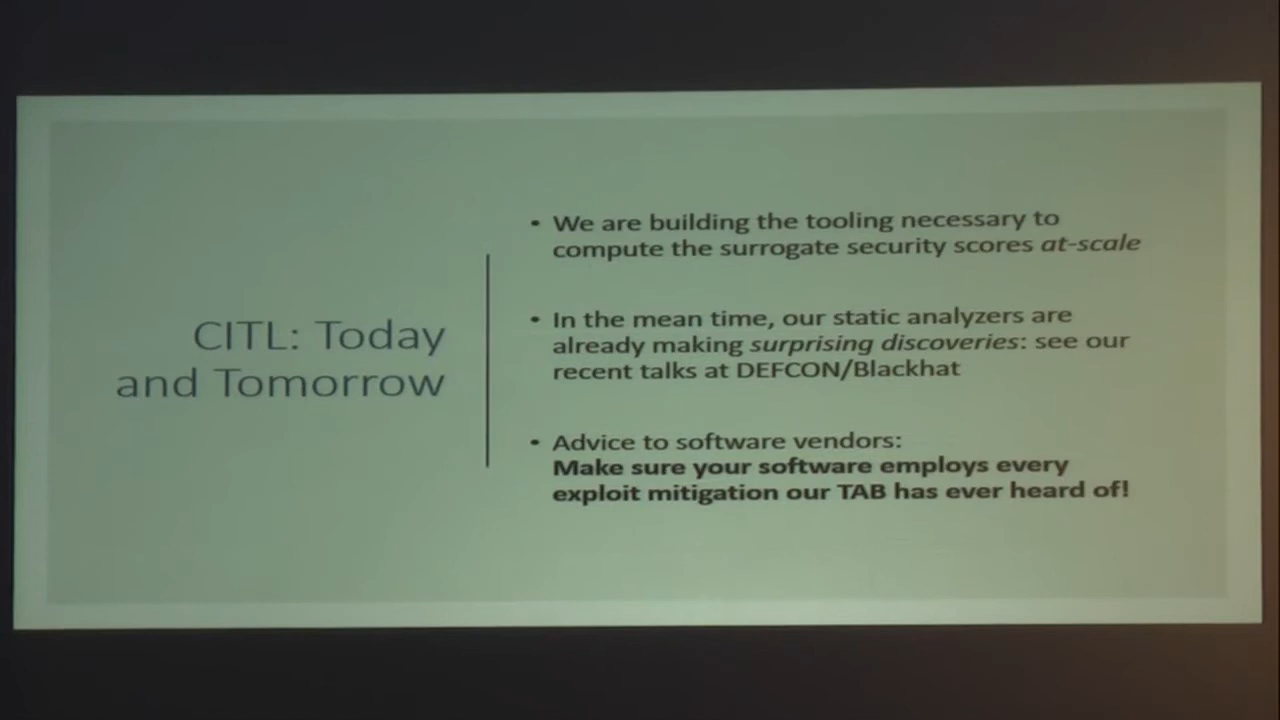 CITL: Today
and Tomorrow
• We are building the tooling necessary to
compute the surrogate security scores at-scale
• In the mean time, our static analyzers are
already making surprising discoveries: see our
recent talks at DEFCON/Blackhat
• Advice to software vendors:
Make sure your software employs every
exploit mitigation our TAB has ever heard of!